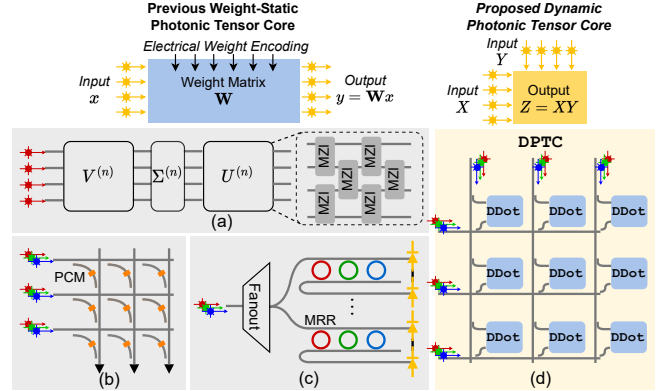 Previous Weight-Static
Photonic Tensor Core
Electrical Weight Encoding
Input
x
Weight Matrix
W
Output
y = Wx
Proposed Dynamic
Photonic Tensor Core
Input
Y
Input
X
Output
Z = XY
V^(n)
Σ^(n)
U^(n)
MZI
MZI
MZI
MZI
MZI
MZI
(a)
PCM
(b)
Fanout
MRR
⋮
(c)
DPTC
DDot
DDot
DDot
DDot
DDot
DDot
DDot
DDot
DDot
(d)